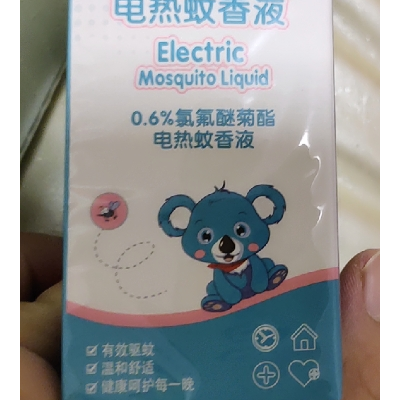 电热蚊香液
Electric
Mosquito Liquid
0.6%氯氟醚菊酯
电热蚊香液
有效驱蚊
温和舒适
健康呵护每一晚